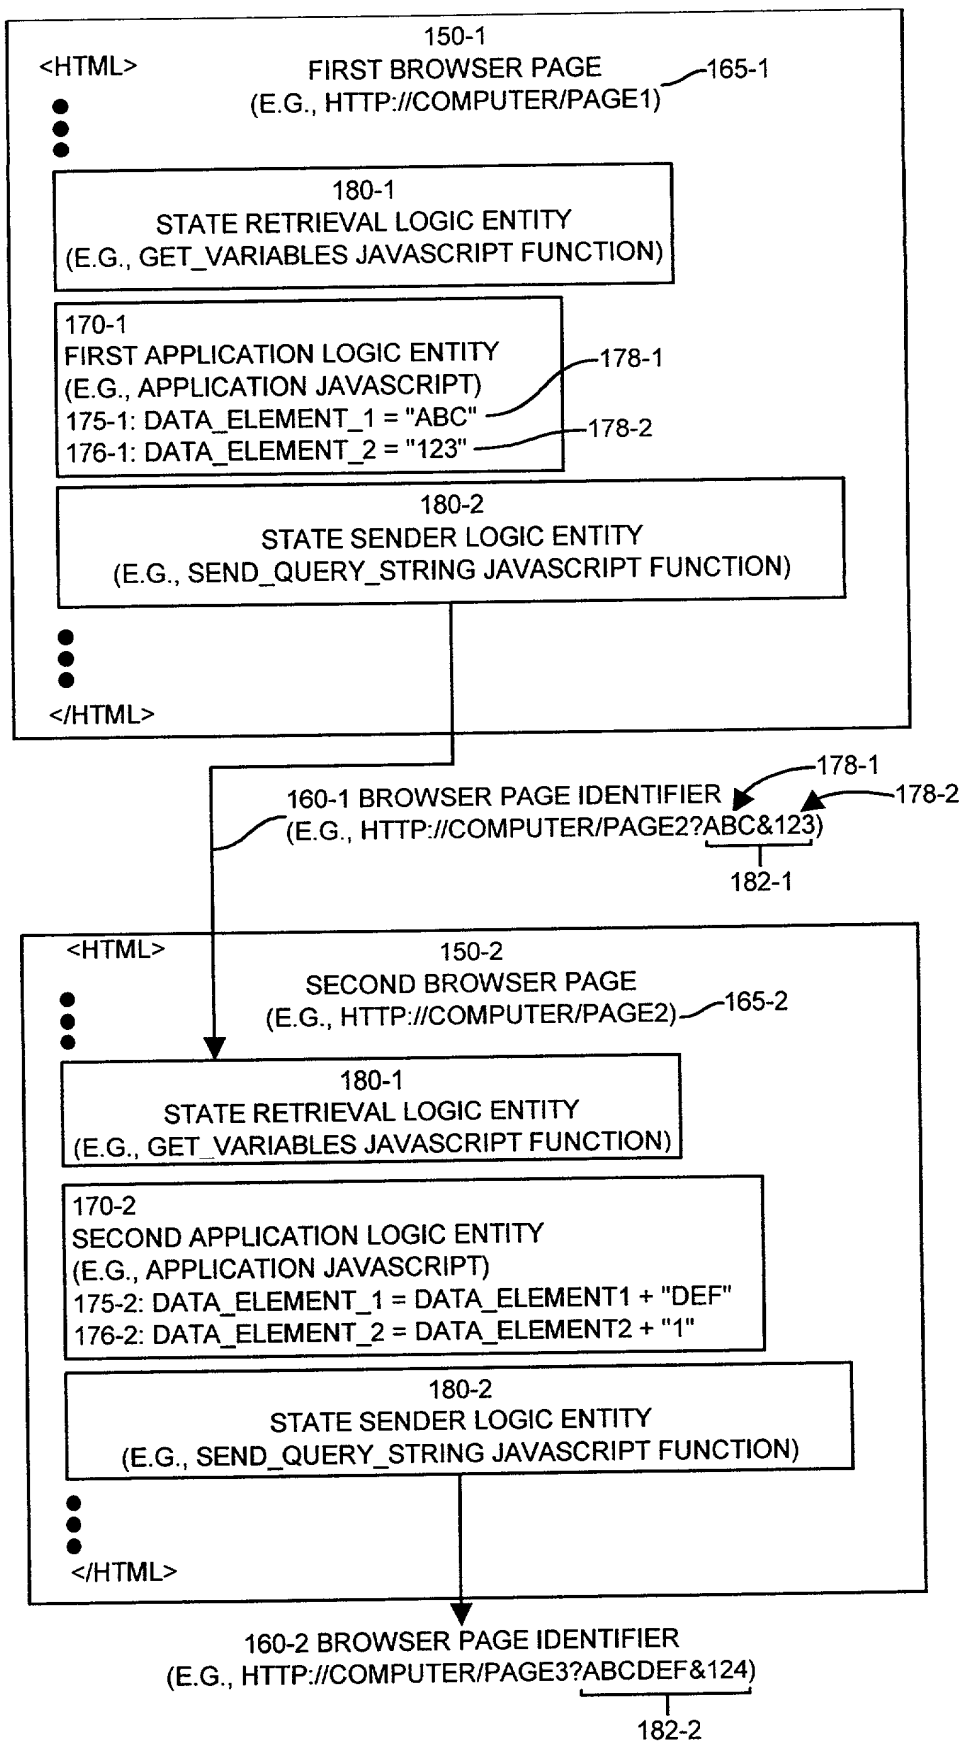 150-1
<HTML>
FIRST BROWSER PAGE
165-1
(E.G., HTTP://COMPUTER/PAGE1)
180-1
STATE RETRIEVAL LOGIC ENTITY
(E.G., GET_VARIABLES JAVASCRIPT FUNCTION)
170-1
FIRST APPLICATION LOGIC ENTITY
178-1
(E.G., APPLICATION JAVASCRIPT)
175-1: DATA_ELEMENT_1 = "ABC"
178-2
176-1: DATA_ELEMENT_2 = "123"
180-2
STATE SENDER LOGIC ENTITY
(E.G., SEND_QUERY_STRING JAVASCRIPT FUNCTION)
</HTML>
178-1
160-1 BROWSER PAGE IDENTIFIER
178-2
(E.G., HTTP://COMPUTER/PAGE2?ABC&123)
182-1
<HTML>
150-2
SECOND BROWSER PAGE
165-2
(E.G., HTTP://COMPUTER/PAGE2)
180-1
STATE RETRIEVAL LOGIC ENTITY
(E.G., GET_VARIABLES JAVASCRIPT FUNCTION)
170-2
SECOND APPLICATION LOGIC ENTITY
(E.G., APPLICATION JAVASCRIPT)
175-2: DATA_ELEMENT_1 = DATA_ELEMENT1 + "DEF"
176-2: DATA_ELEMENT_2 = DATA_ELEMENT2 + "1"
180-2
STATE SENDER LOGIC ENTITY
(E.G., SEND_QUERY_STRING JAVASCRIPT FUNCTION)
</HTML>
160-2 BROWSER PAGE IDENTIFIER
(E.G., HTTP://COMPUTER/PAGE3?ABCDEF&124)
182-2